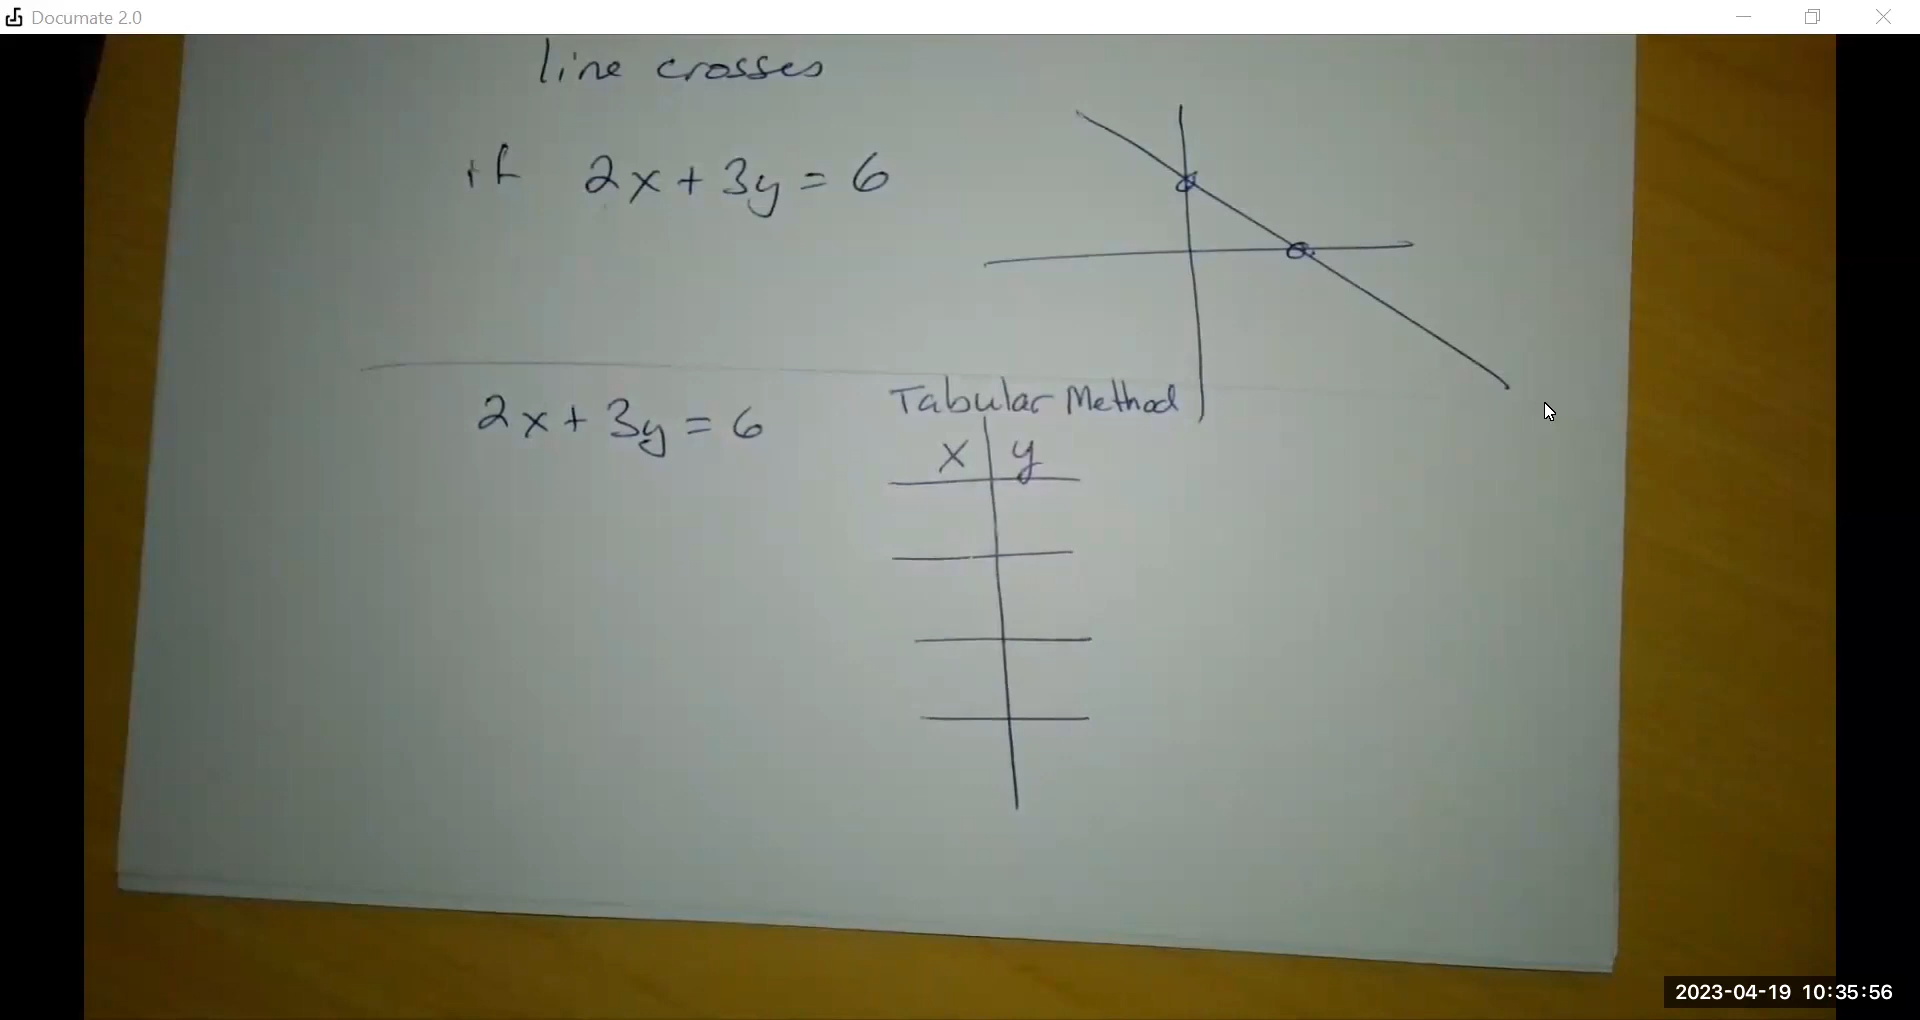 Documate 2.0
line crosses
if 2x + 3y = 6
2x + 3y = 6
Tabular Method
x y
2023-04-19 10:35:56